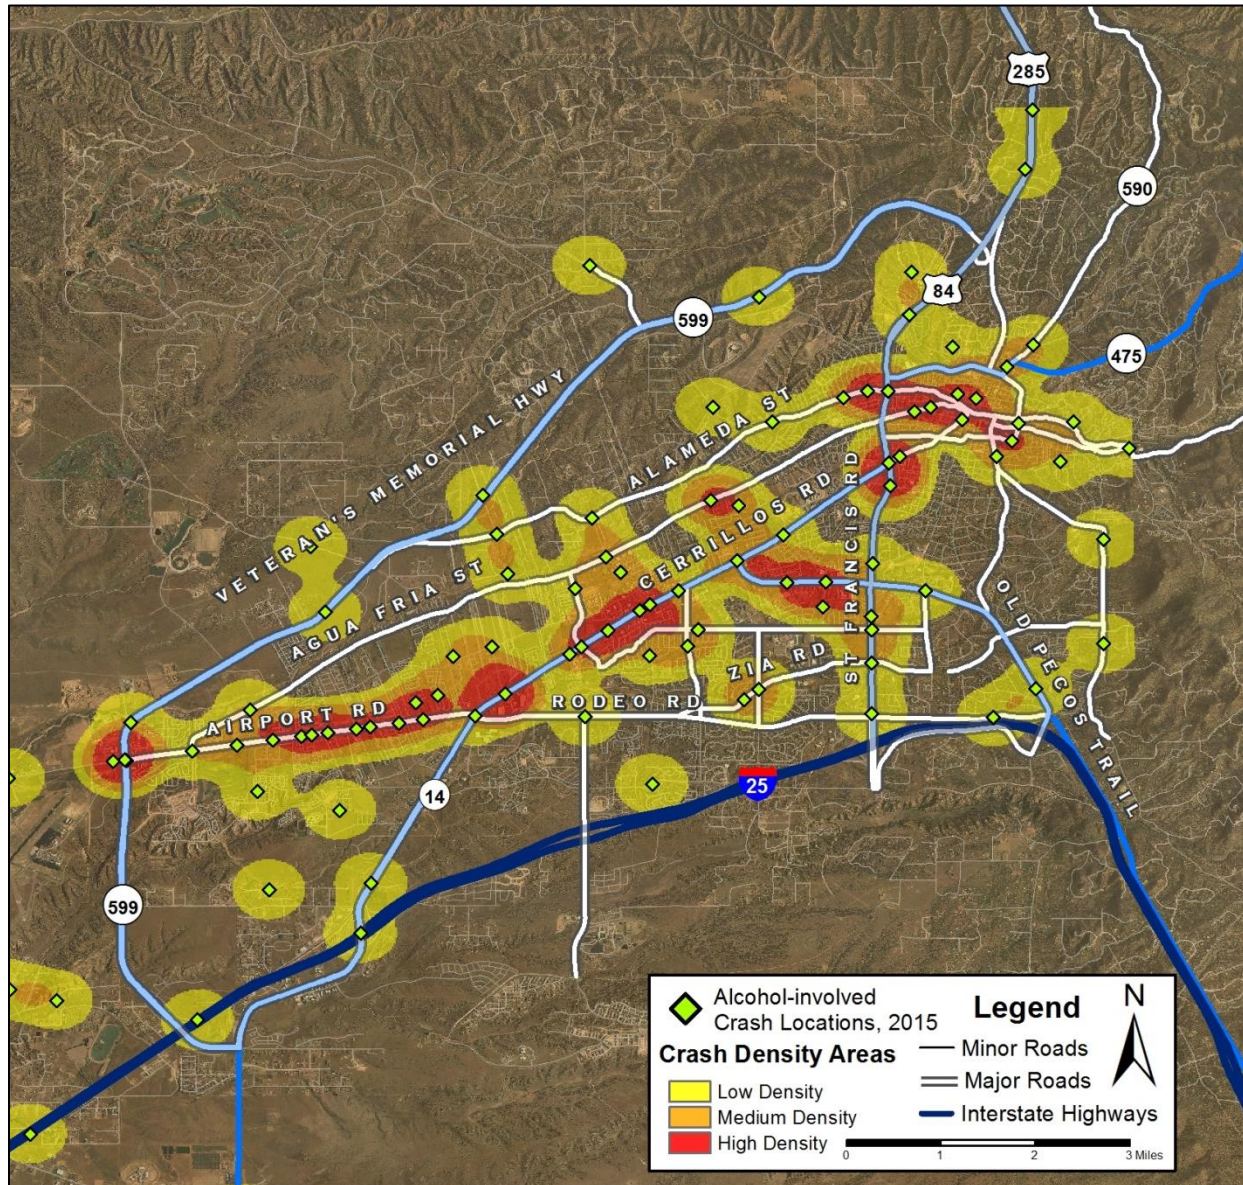 285
590
84
599
475
VETERAN'S MEMORIAL HWY
ALAMEDA ST
AGUA FRIA ST
CERRILLOS RD
ST FRANCIS RD
OLD PECOS TRAIL
ZIA RD
AIRPORT RD
RODEO RD
25
14
599
Alcohol-involved
Crash Locations, 2015
Crash Density Areas
Low Density
Medium Density
High Density
Legend
Minor Roads
Major Roads
Interstate Highways
N
0 1 2 3 Miles